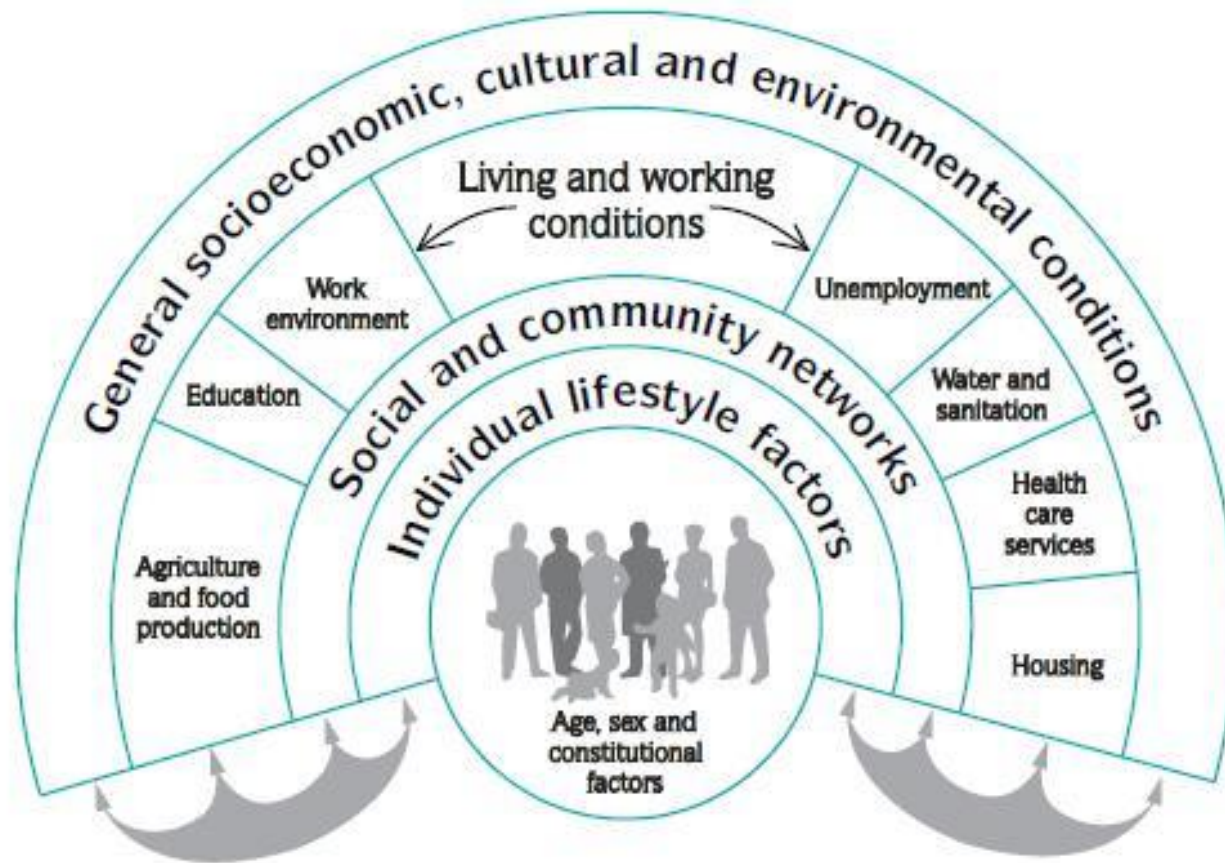 General socioeconomic, cultural and environmental conditions
Living and working
conditions
Work
environment
Unemployment
Education
Water and
sanitation
Agriculture
and food
production
Health
care
services
Housing
Social and community networks
Individual lifestyle factors
Age, sex and
constitutional
factors